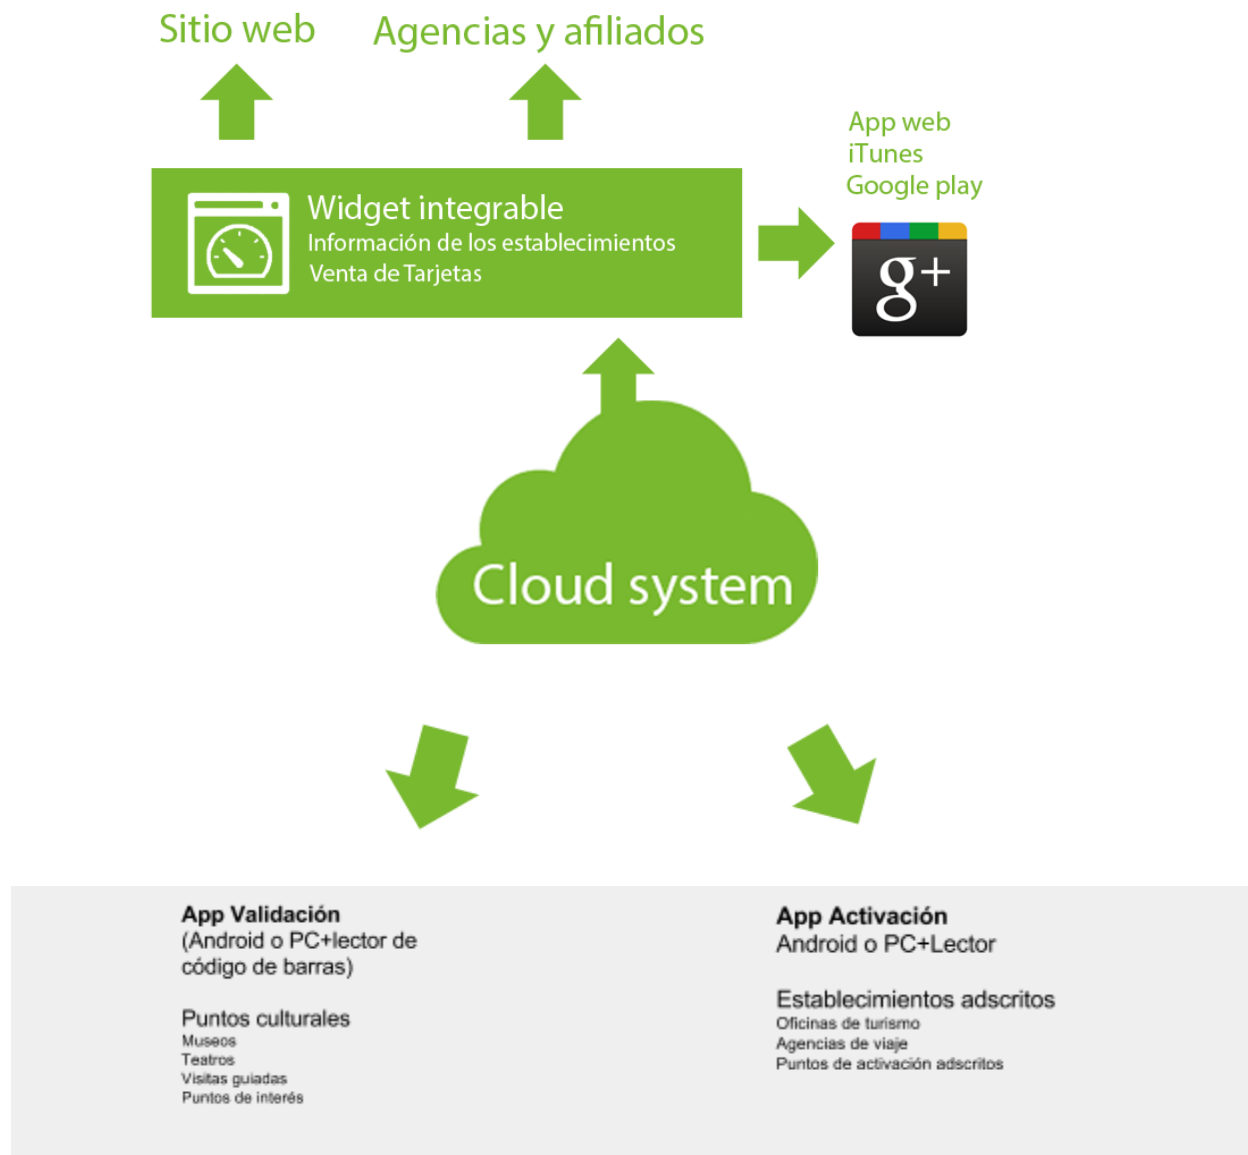 Sitio web
Agencias y afiliados
App web
iTunes
Google play
g+
Widget integrable
Información de los establecimientos
Venta de Tarjetas
Cloud system
App Validación
(Android o PC+lector de
código de barras)
Puntos culturales
Museos
Teatros
Visitas guiadas
Puntos de interés
App Activación
Android o PC+Lector
Establecimientos adscritos
Oficinas de turismo
Agencias de viaje
Puntos de activación adscritos